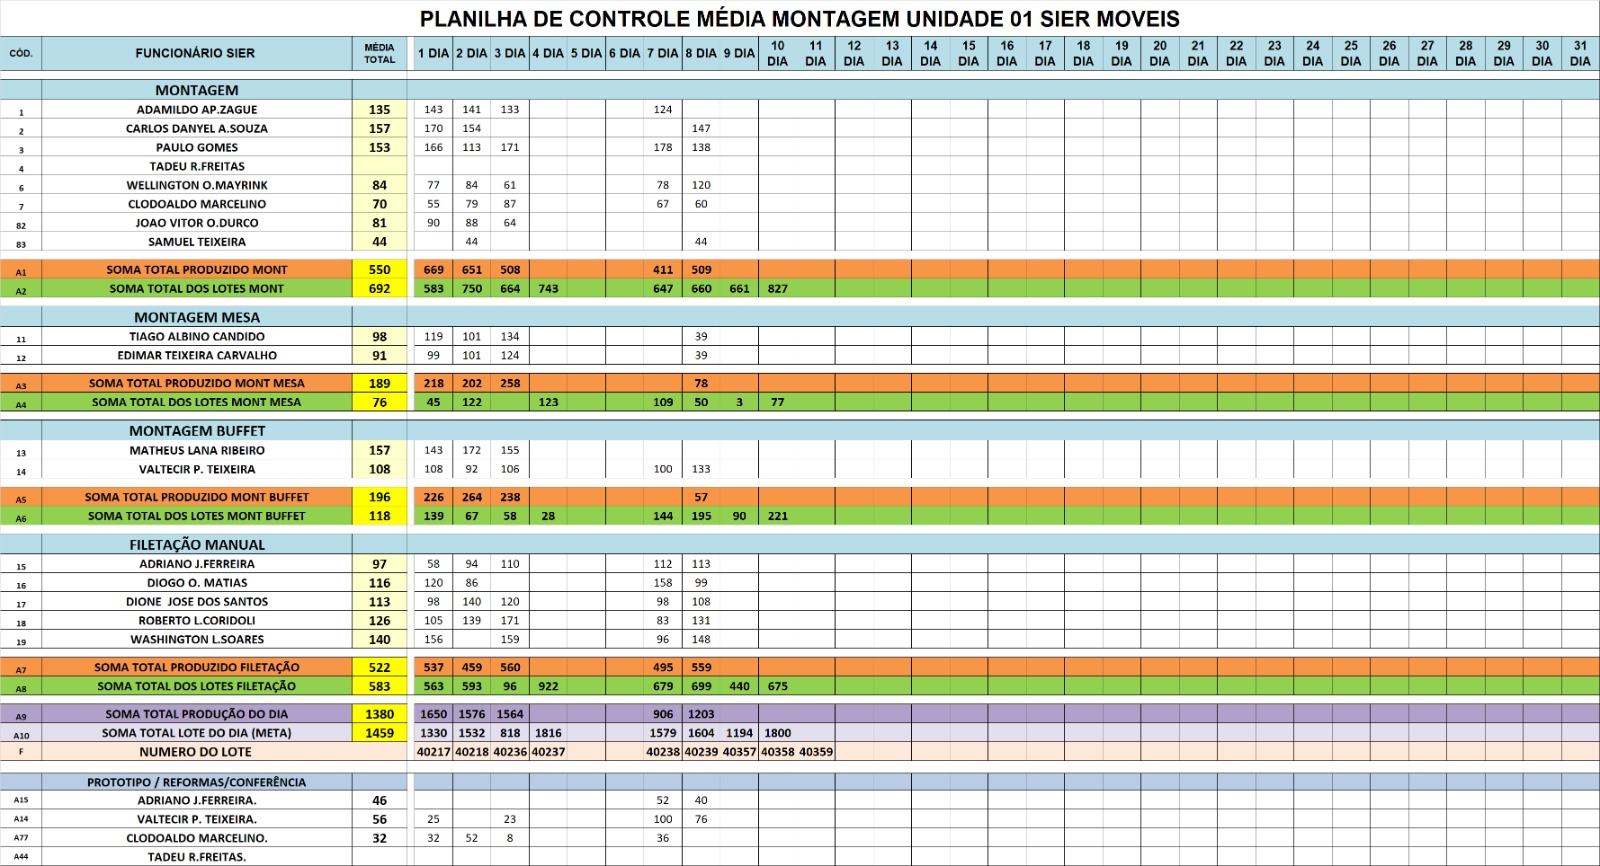 PLANILHA DE CONTROLE MÉDIA MONTAGEM UNIDADE 01 SIER MOVEIS
CÓD. FUNCIONÁRIO SIER MÉDIA TOTAL 1 DIA 2 DIA 3 DIA 4 DIA 5 DIA 6 DIA 7 DIA 8 DIA 9 DIA 10 DIA 11 DIA 12 DIA 13 DIA 14 DIA 15 DIA 16 DIA 17 DIA 18 DIA 19 DIA 20 DIA 21 DIA 22 DIA 23 DIA 24 DIA 25 DIA 26 DIA 27 DIA 28 DIA 29 DIA 30 DIA 31 DIA
MONTAGEM
1 ADAMILDO AP.ZAGUE 135 143 141 133 124
2 CARLOS DANYEL A.SOUZA 157 170 154 147
3 PAULO GOMES 153 166 113 171 178 138
4 TADEU R.FREITAS
6 WELLINGTON O.MAYRINK 84 77 84 61 78 120
7 CLODOALDO MARCELINO 70 55 79 87 67 60
82 JOAO VITOR O.DURCO 81 90 88 64
83 SAMUEL TEIXEIRA 44 44 44
A1 SOMA TOTAL PRODUZIDO MONT 550 669 651 508 411 509
A2 SOMA TOTAL DOS LOTES MONT 692 583 750 664 743 647 660 661 827
MONTAGEM MESA
11 TIAGO ALBINO CANDIDO 98 119 101 134 39
12 EDIMAR TEIXEIRA CARVALHO 91 99 101 124 39
A3 SOMA TOTAL PRODUZIDO MONT MESA 189 218 202 258 78
A4 SOMA TOTAL DOS LOTES MONT MESA 76 45 122 123 109 50 3 77
MONTAGEM BUFFET
13 MATHEUS LANA RIBEIRO 157 143 172 155
14 VALTECIR P. TEIXEIRA 108 108 92 106 100 133
A5 SOMA TOTAL PRODUZIDO MONT BUFFET 196 226 264 238 57
A6 SOMA TOTAL DOS LOTES MONT BUFFET 118 139 67 58 28 144 195 90 221
FILETAÇÃO MANUAL
15 ADRIANO J.FERREIRA 97 58 94 110 112 113
16 DIOGO O. MATIAS 116 120 86 158 99
17 DIONE JOSE DOS SANTOS 113 98 140 120 98 108
18 ROBERTO L.CORIDOLI 126 105 139 171 83 131
19 WASHINGTON L.SOARES 140 156 159 96 148
A7 SOMA TOTAL PRODUZIDO FILETAÇÃO 522 537 459 560 495 559
A8 SOMA TOTAL DOS LOTES FILETAÇÃO 583 563 593 96 922 679 699 440 675
A9 SOMA TOTAL PRODUÇÃO DO DIA 1380 1650 1576 1564 906 1203
A10 SOMA TOTAL LOTE DO DIA (META) 1459 1330 1532 818 1816 1579 1604 1194 1800
F NUMERO DO LOTE 40217 40218 40236 40237 40238 40239 40357 40358 40359
PROTOTIPO / REFORMAS/CONFERÊNCIA
A15 ADRIANO J.FERREIRA. 46 52 40
A14 VALTECIR P. TEIXEIRA. 56 25 23 100 76
A77 CLODOALDO MARCELINO. 32 32 52 8 36
A44 TADEU R.FREITAS.